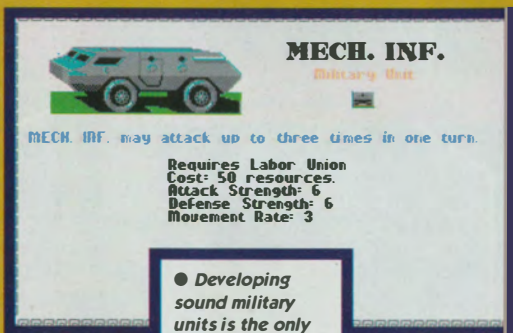 MECH. INF.
Military Unit
MECH. INF. may attack up to three times in one turn.
Requires Labor Union
Cost: 50 resources.
Attack Strength: 6
Defense Strength: 6
Movement Rate: 3
● Developing
sound military
units is the only